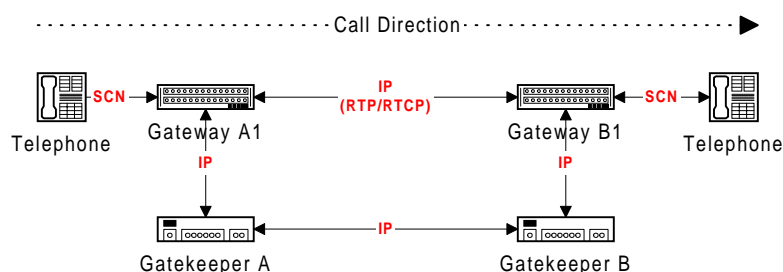 Call Direction
SCN
IP
(RTP/RTCP)
SCN
Telephone
Gateway A1
Gateway B1
Telephone
IP
IP
IP
Gatekeeper A
Gatekeeper B